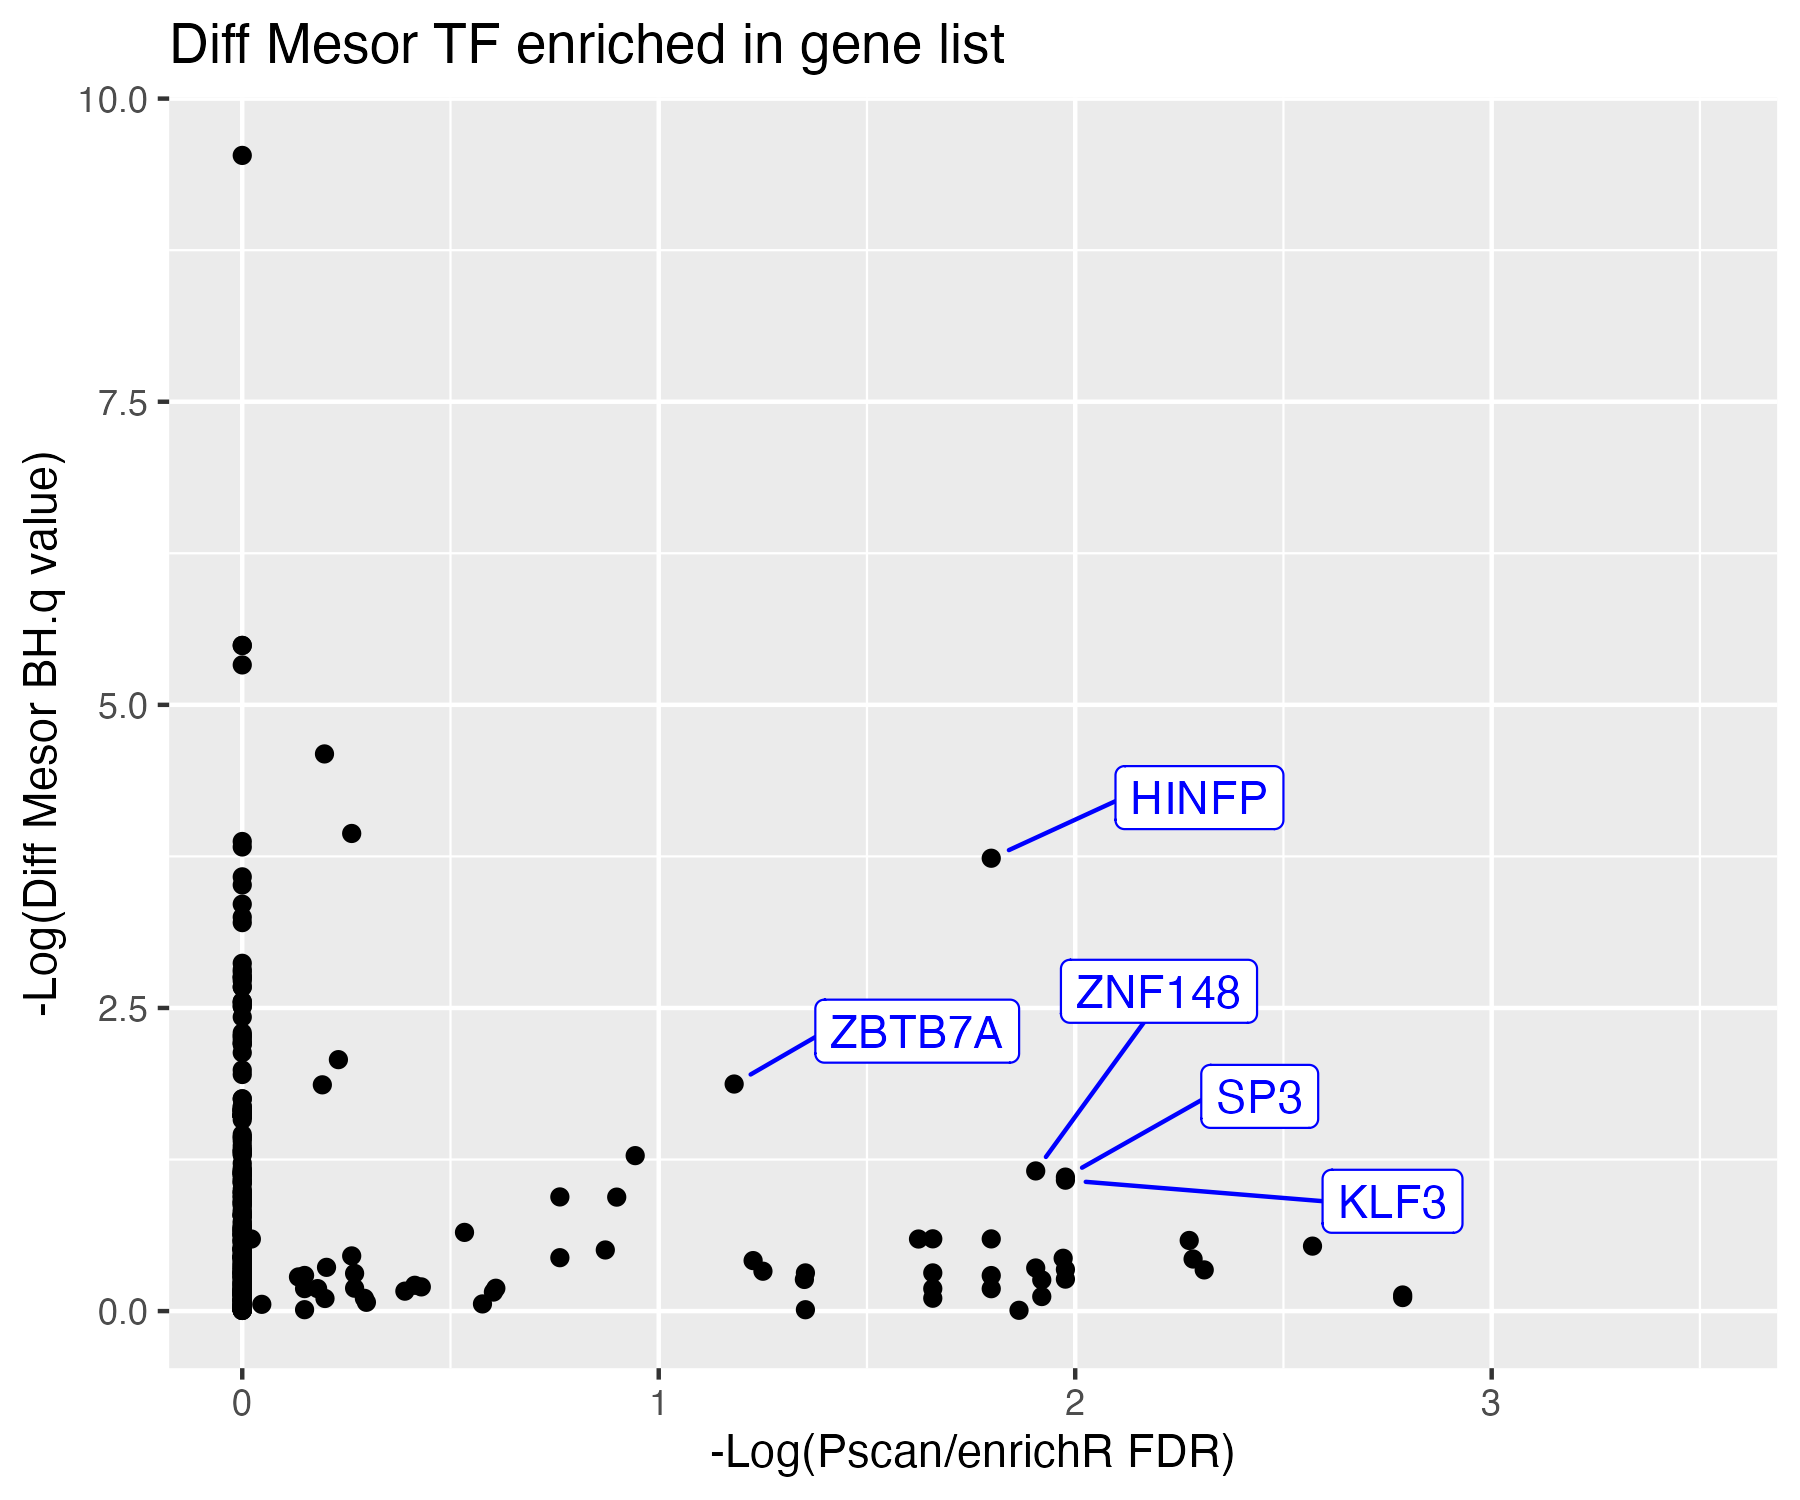 Diff Mesor TF enriched in gene list
10.0
7.5
5.0
2.5
0.0
-Log(Diff Mesor BH.q value)
HINFP
ZNF148
ZBTB7A
SP3
KLF3
0 1 2 3
-Log(Pscan/enrichR FDR)